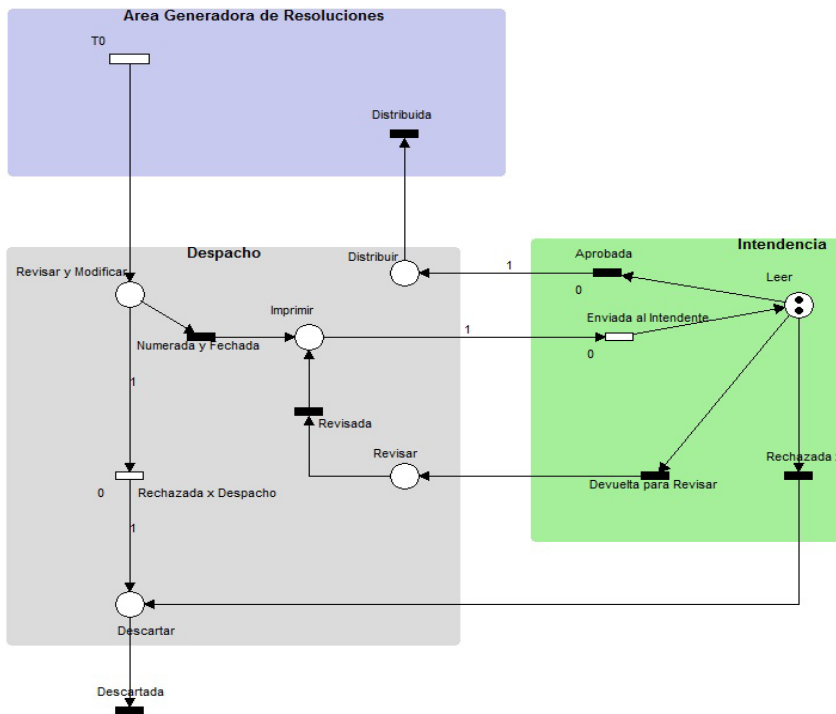 Area Generadora de Resoluciones
T0
Distribuida
Despacho
Intendencia
Revisar y Modificar
Distribuir
1
Aprobada
0
Leer
Imprimir
Enviada al Intendente
1
0
Numerada y Fechada
1
Revisada
Revisar
Rechazada
0
Rechazada x Despacho
Devuelta para Revisar
1
Descartar
Descartada